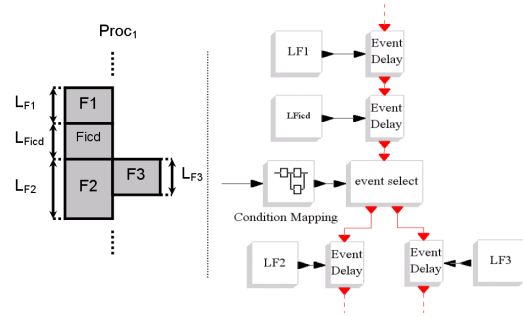 Proc1
LF1
F1
LFicd
Ficd
LF2
F2
F3
LF3
LF1
Event
Delay
LFicd
Event
Delay
event select
Condition Mapping
LF2
Event
Delay
Event
Delay
LF3